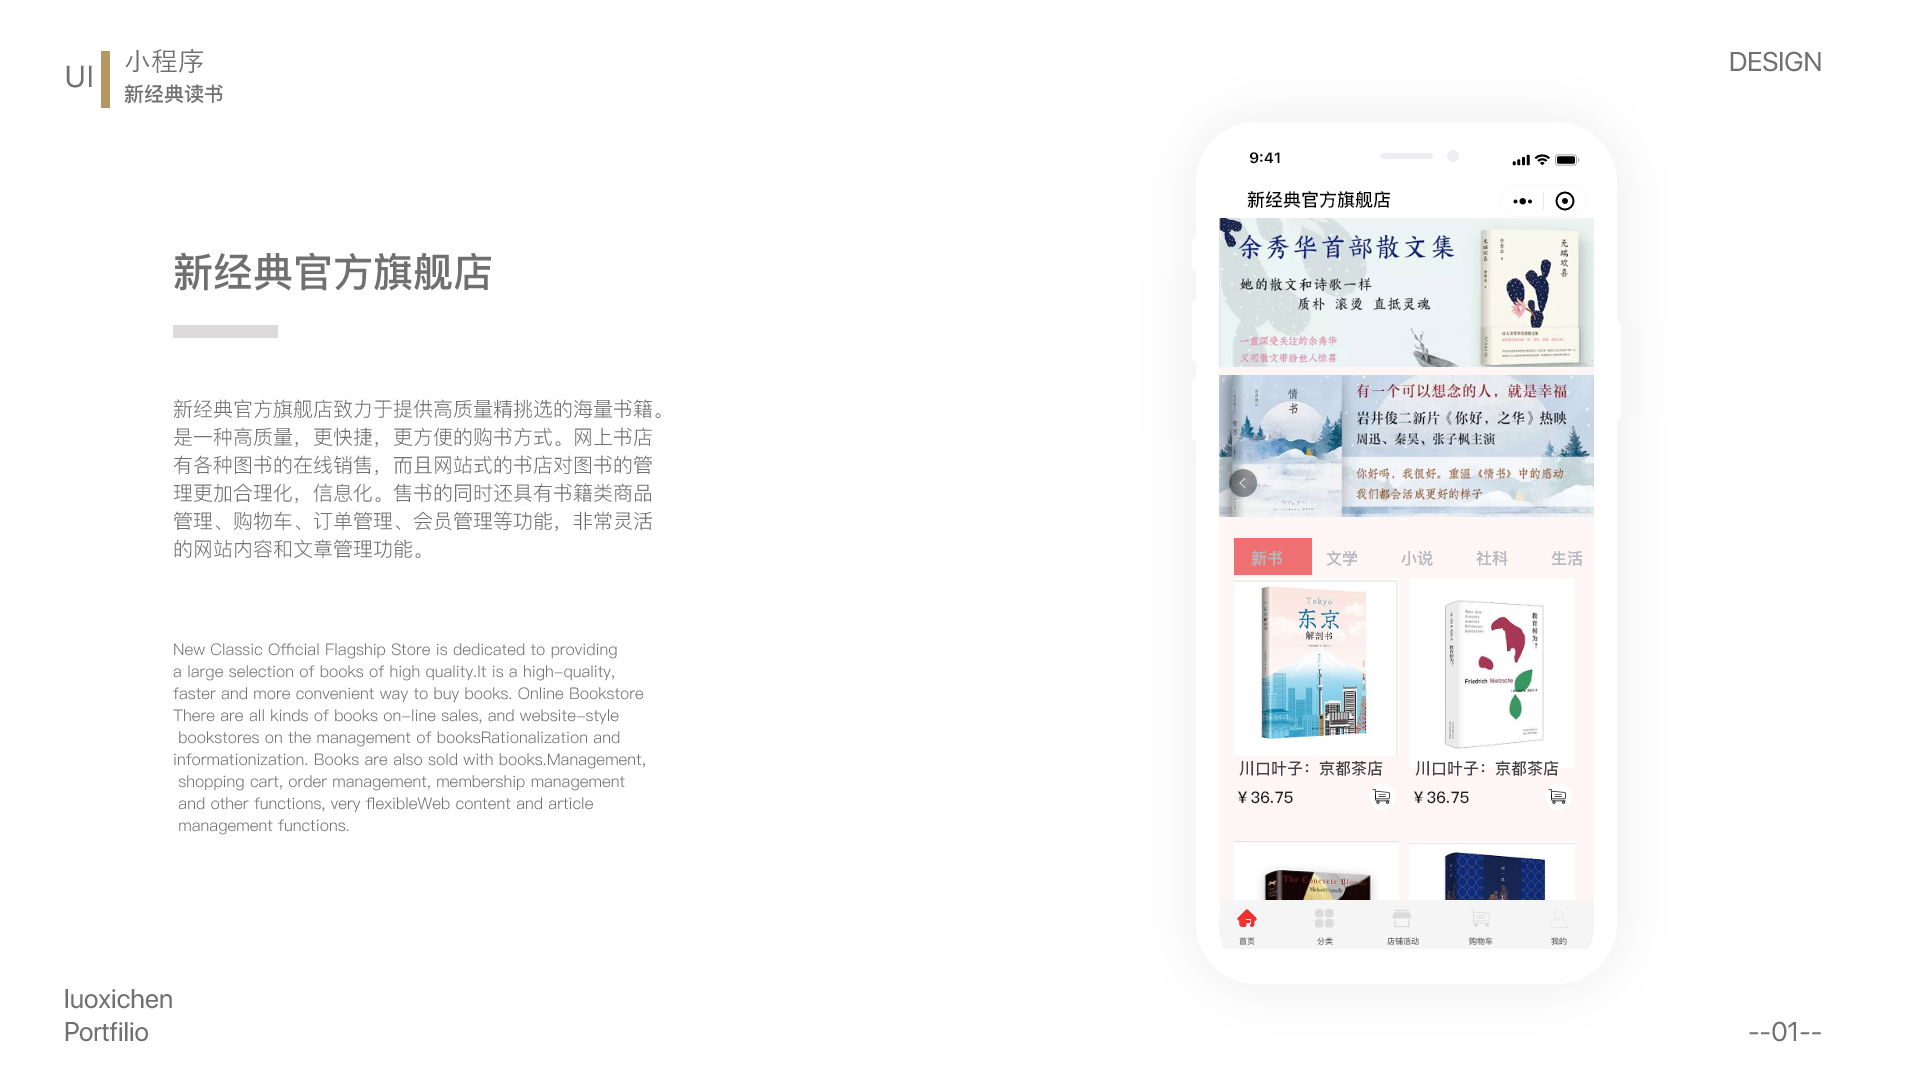 UI
小程序
新经典读书
DESIGN
新经典官方旗舰店
新经典官方旗舰店致力于提供高质量精挑选的海量书籍。
是一种高质量，更快捷，更方便的购书方式。网上书店
有各种图书的在线销售，而且网站式的书店对图书的管
理更加合理化，信息化。售书的同时还具有书籍类商品
管理、购物车、订单管理、会员管理等功能，非常灵活
的网站内容和文章管理功能。
New Classic Official Flagship Store is dedicated to providing
a large selection of books of high quality.It is a high-quality,
faster and more convenient way to buy books. Online Bookstore
There are all kinds of books on-line sales, and website-style
bookstores on the management of booksRationalization and
informationization. Books are also sold with books.Management,
shopping cart, order management, membership management
and other functions, very flexibleWeb content and article
management functions.
luoxichen
Portfilio
--01--
9:41
新经典官方旗舰店
余秀华首部散文集
她的散文和诗歌一样
质朴 滚烫 直抵灵魂
一直深受关注的余秀华
又用散文带给世人惊喜
无端欢喜
情书
有一个可以想念的人，就是幸福
岩井俊二新片《你好，之华》热映
周迅、秦昊、张子枫主演
你好吗，我很好。重温《情书》中的感动
我们都会活成更好的样子
新书 文学 小说 社科 生活
Tokyo
东京
解剖书
教育何为？
Friedrich Nietzsche
川口叶子：京都茶店
¥ 36.75
川口叶子：京都茶店
¥ 36.75
The Concrete Blonde
Michael Connelly
首页 分类 店铺活动 购物车 我的